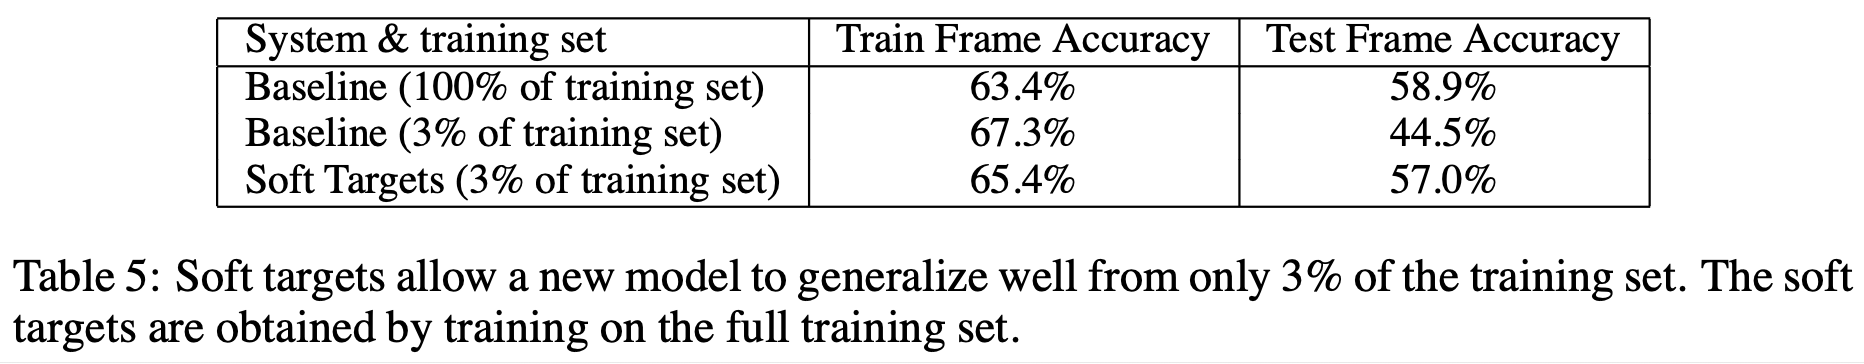 System & training set Train Frame Accuracy Test Frame Accuracy
Baseline (100% of training set) 63.4% 58.9%
Baseline (3% of training set) 67.3% 44.5%
Soft Targets (3% of training set) 65.4% 57.0%
Table 5: Soft targets allow a new model to generalize well from only 3% of the training set. The soft
targets are obtained by training on the full training set.